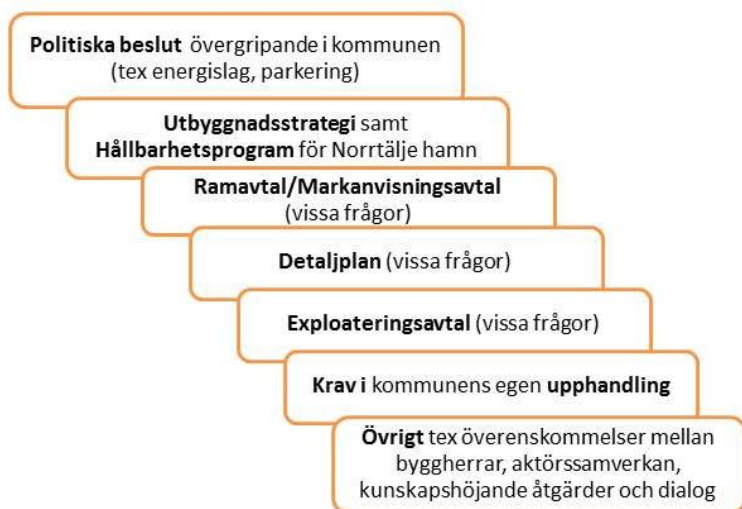 Politiska beslut övergripande i kommunen
(tex energislag, parkering)
Utbyggnadsstrategi samt
Hållbarhetsprogram för Norrtälje hamn
Ramavtal/Markanvisningsavtal
(vissa frågor)
Detaljplan (vissa frågor)
Exploateringsavtal (vissa frågor)
Krav i kommunens egen upphandling
Övrigt tex överenskommelser mellan
byggherrar, aktörssamverkan,
kunskapshöjande åtgärder och dialog